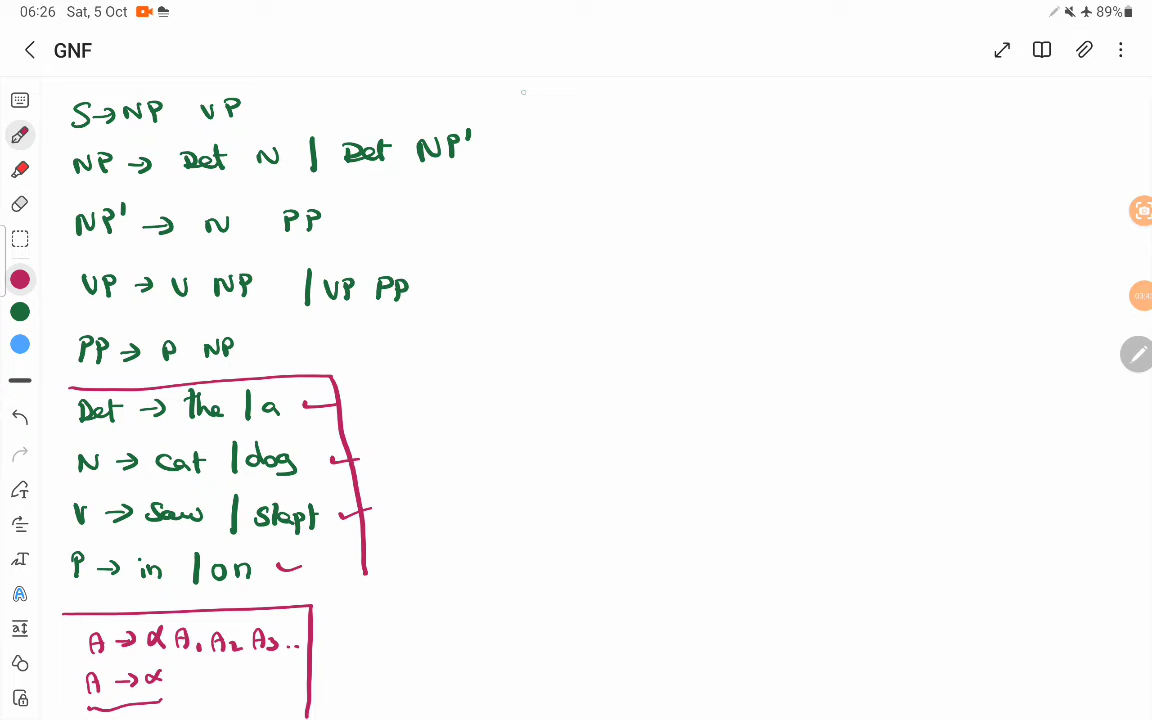 06:26 Sat, 5 Oct 89%
GNF
S → NP VP
NP → Det N | Det NP'
NP' → N PP
VP → V NP | VP PP
PP → P NP
Det → the | a
N → cat | dog
V → saw | slept
P → in | on
A → α A1 A2 A3 ..
A → α